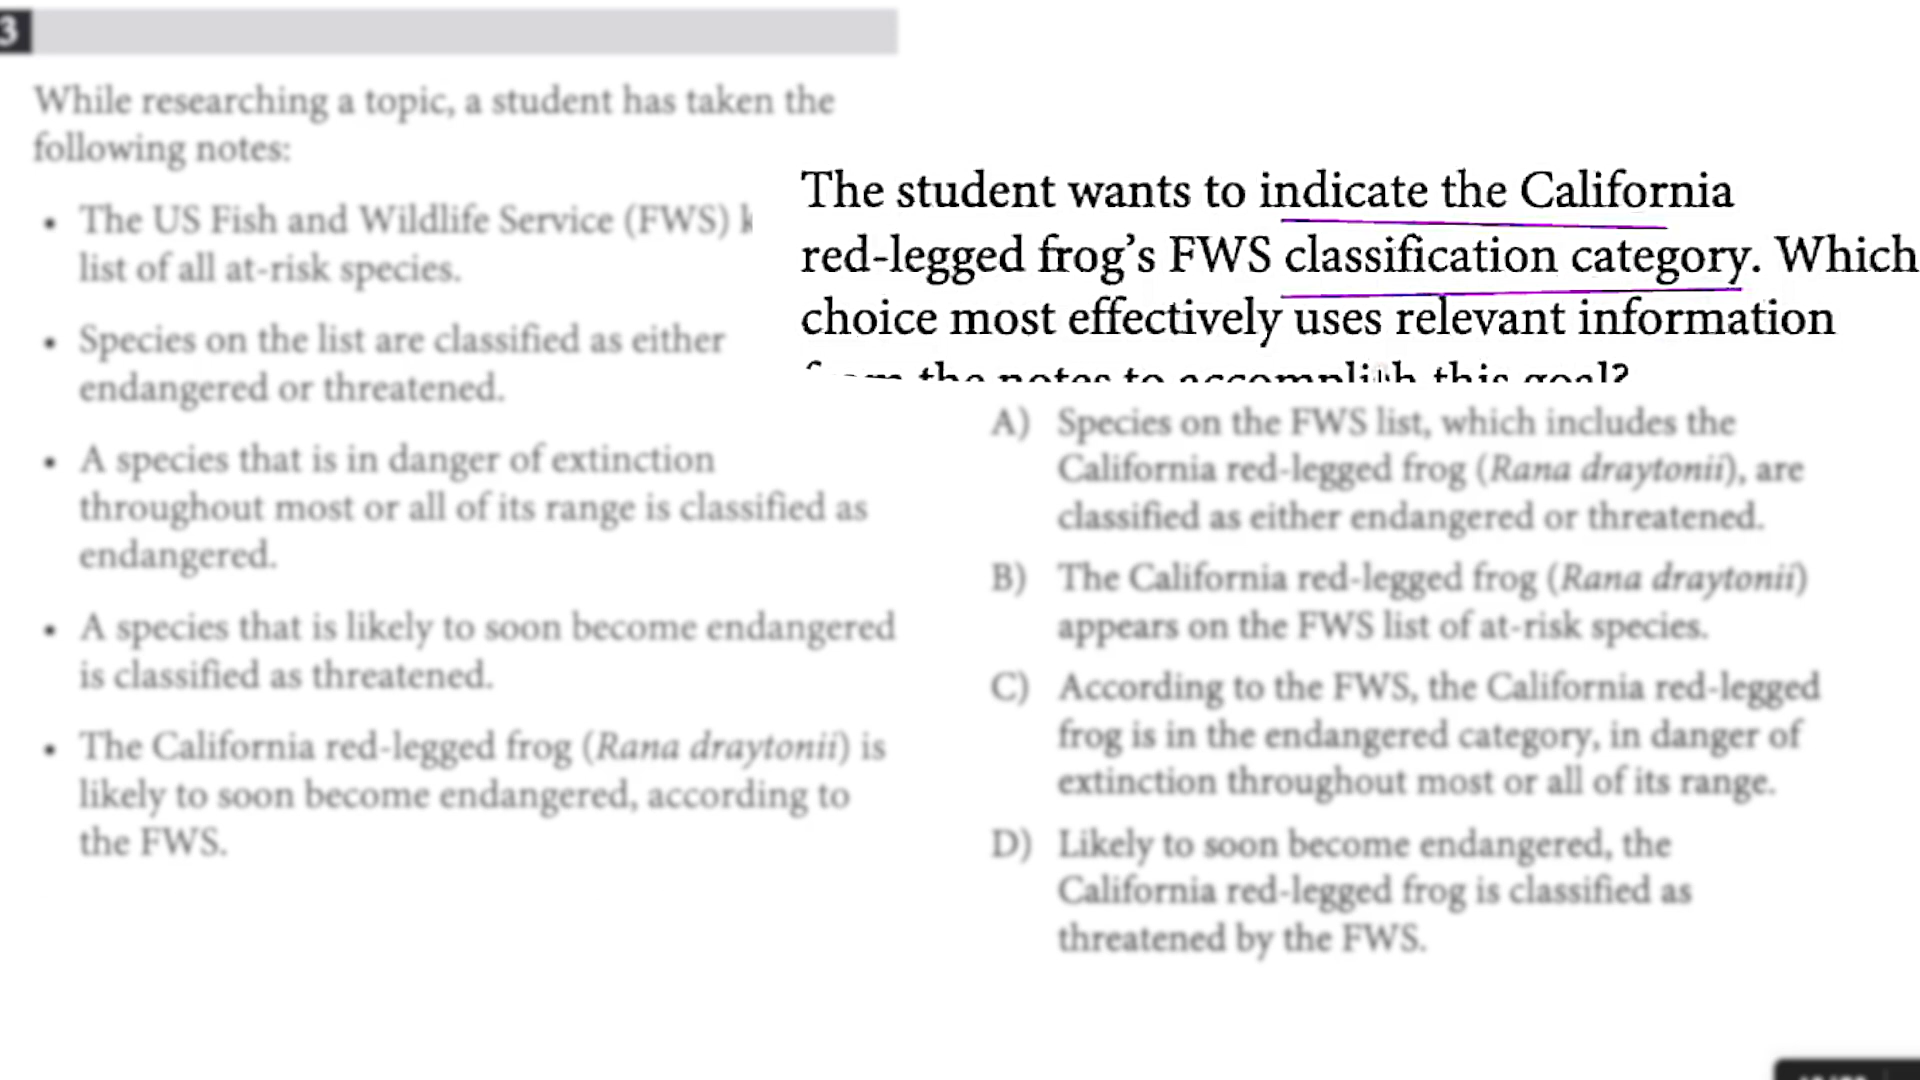 3
While researching a topic, a student has taken the
following notes:
• The US Fish and Wildlife Service (FWS) k
list of all at-risk species.
• Species on the list are classified as either
endangered or threatened.
• A species that is in danger of extinction
throughout most or all of its range is classified as
endangered.
• A species that is likely to soon become endangered
is classified as threatened.
• The California red-legged frog (Rana draytonii) is
likely to soon become endangered, according to
the FWS.
The student wants to indicate the California
red-legged frog’s FWS classification category. Which
choice most effectively uses relevant information
from the notes to accomplish this goal?
A) Species on the FWS list, which includes the
California red-legged frog (Rana draytonii), are
classified as either endangered or threatened.
B) The California red-legged frog (Rana draytonii)
appears on the FWS list of at-risk species.
C) According to the FWS, the California red-legged
frog is in the endangered category, in danger of
extinction throughout most or all of its range.
D) Likely to soon become endangered, the
California red-legged frog is classified as
threatened by the FWS.